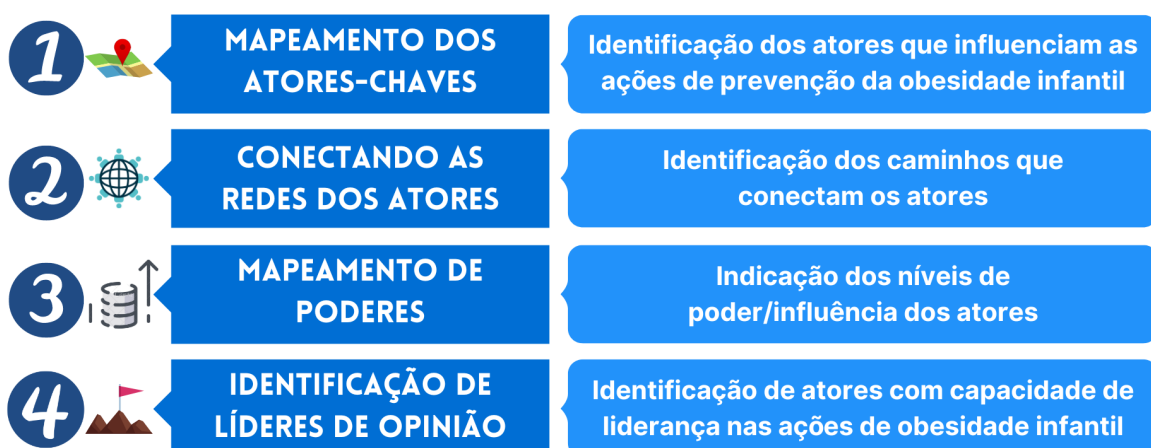 1
MAPEAMENTO DOS
ATORES-CHAVES
Identificação dos atores que influenciam as
ações de prevenção da obesidade infantil
2
CONECTANDO AS
REDES DOS ATORES
Identificação dos caminhos que
conectam os atores
3
MAPEAMENTO DE
PODERES
Indicação dos níveis de
poder/influência dos atores
4
IDENTIFICAÇÃO DE
LÍDERES DE OPINIÃO
Identificação de atores com capacidade de
liderança nas ações de obesidade infantil